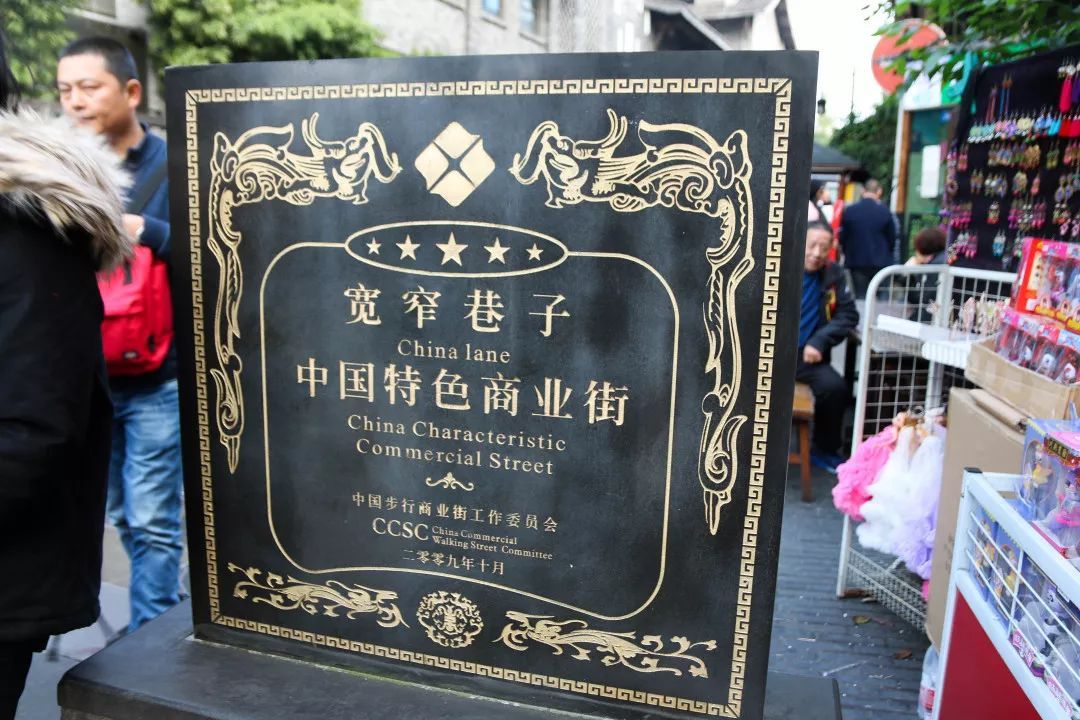 宽窄巷子
China lane
中国特色商业街
China Characteristic
Commercial Street
中国步行商业街工作委员会
CCSC China Commercial
Walking Street Committee
二零零九年十月